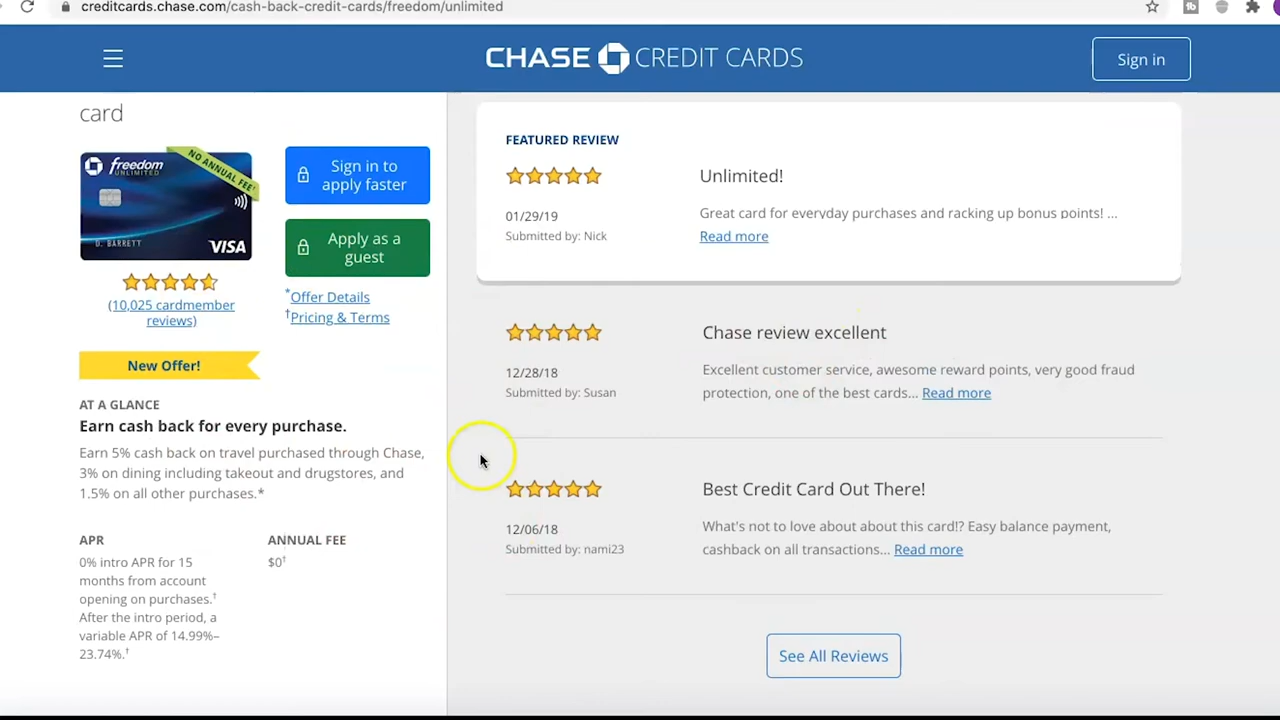 creditcards.chase.com/cash-back-credit-cards/freedom/unlimited
CHASE CREDIT CARDS
Sign in
card
freedom
UNLIMITED
NO ANNUAL FEE†
D. BARRETT
VISA
Sign in to
apply faster
Apply as a
guest
*Offer Details
†Pricing & Terms
(10,025 cardmember
reviews)
New Offer!
AT A GLANCE
Earn cash back for every purchase.
Earn 5% cash back on travel purchased through Chase,
3% on dining including takeout and drugstores, and
1.5% on all other purchases.*
APR
0% intro APR for 15
months from account
opening on purchases.†
After the intro period, a
variable APR of 14.99%–
23.74%.†
ANNUAL FEE
$0†
FEATURED REVIEW
01/29/19
Submitted by: Nick
Unlimited!
Great card for everyday purchases and racking up bonus points! ...
Read more
12/28/18
Submitted by: Susan
Chase review excellent
Excellent customer service, awesome reward points, very good fraud
protection, one of the best cards... Read more
12/06/18
Submitted by: nami23
Best Credit Card Out There!
What's not to love about about this card!? Easy balance payment,
cashback on all transactions... Read more
See All Reviews